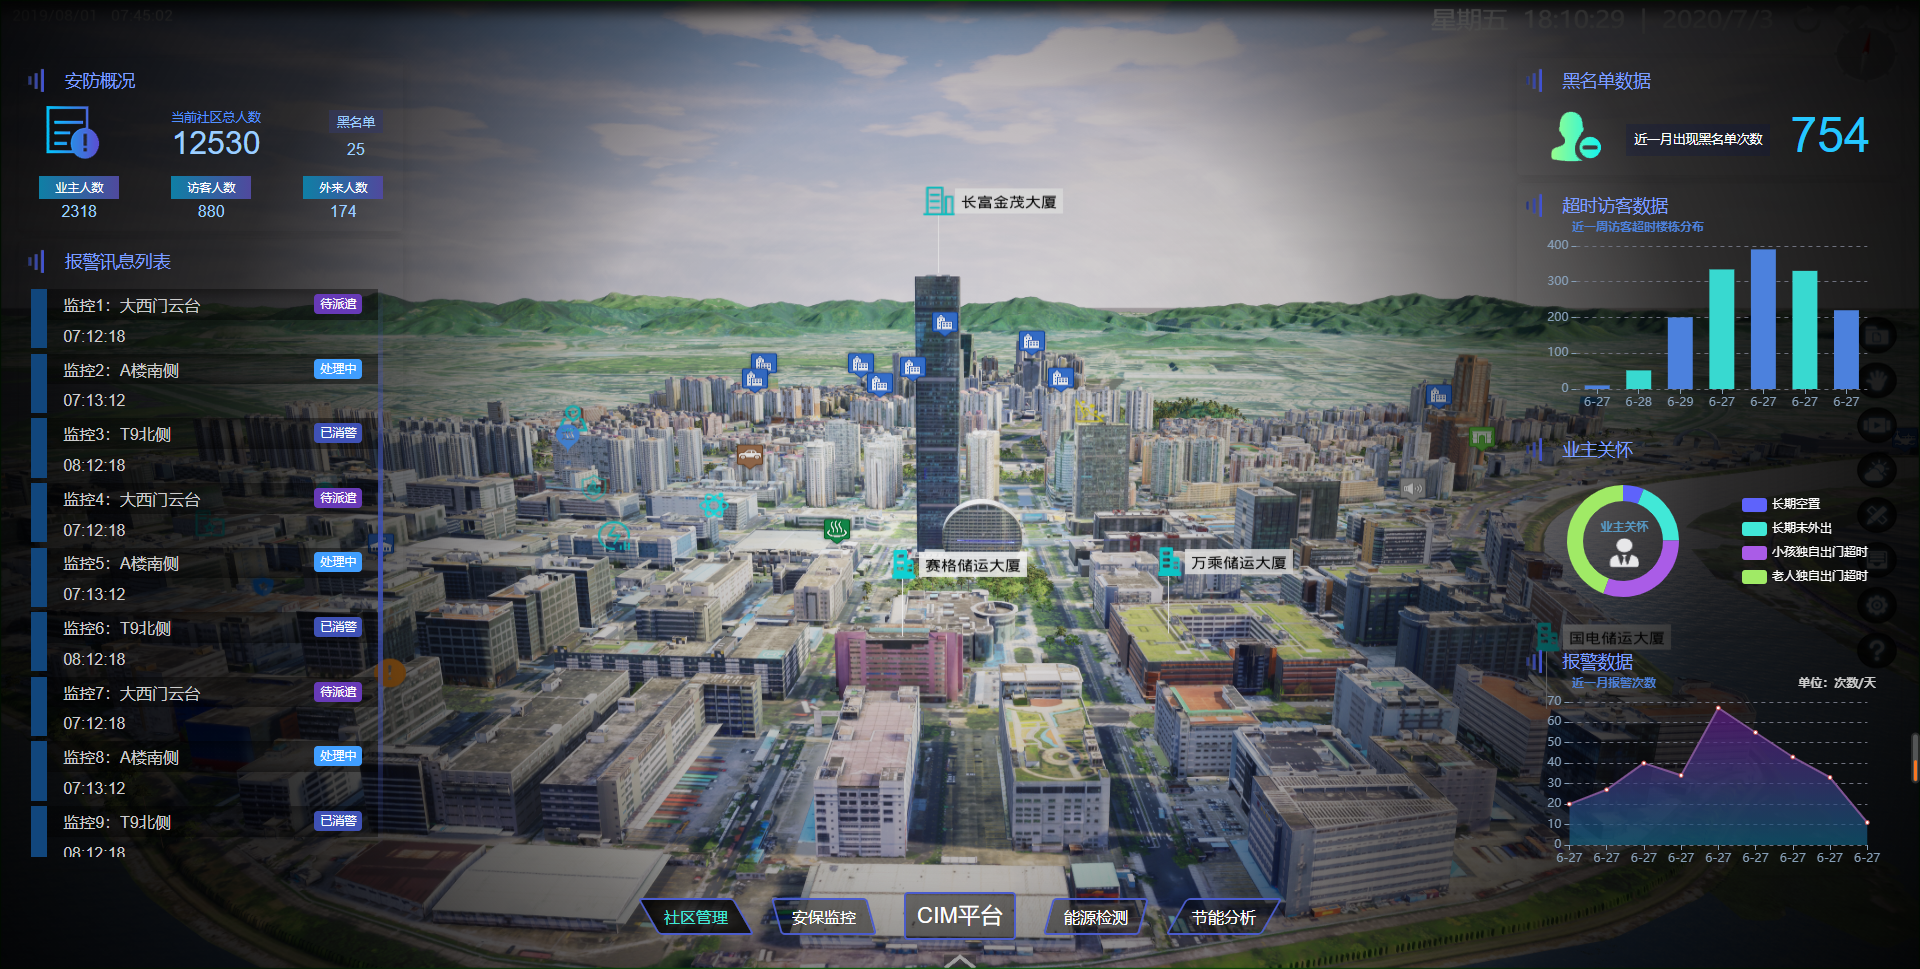 2019/08/01 07:45:02
星期五 18:10:29 | 2020/7/3
安防概况
当前社区总人数
12530
黑名单
25
业主人数
2318
访客人数
880
外来人数
174
报警讯息列表
监控1：大西门云台
待派遣
07:12:18
监控2：A楼南侧
处理中
07:13:12
监控3：T9北侧
已消警
08:12:18
监控4：大西门云台
待派遣
07:12:18
监控5：A楼南侧
处理中
07:13:12
监控6：T9北侧
已消警
08:12:18
监控7：大西门云台
待派遣
07:12:18
监控8：A楼南侧
处理中
07:13:12
监控9：T9北侧
已消警
08:12:18
长富金茂大厦
赛格储运大厦
万乘储运大厦
国电储运大厦
黑名单数据
近一月出现黑名单次数
754
超时访客数据
近一周访客超时楼栋分布
400
300
200
100
0
6-27 6-28 6-29 6-27 6-27 6-27 6-27
业主关怀
业主关怀
长期空置
长期未外出
小孩独自出门超时
老人独自出门超时
报警数据
近一月报警次数
单位：次数/天
70
60
50
40
30
20
10
0
6-27 6-27 6-27 6-27 6-27 6-27 6-27 6-27 6-27
社区管理
安保监控
CIM平台
能源检测
节能分析